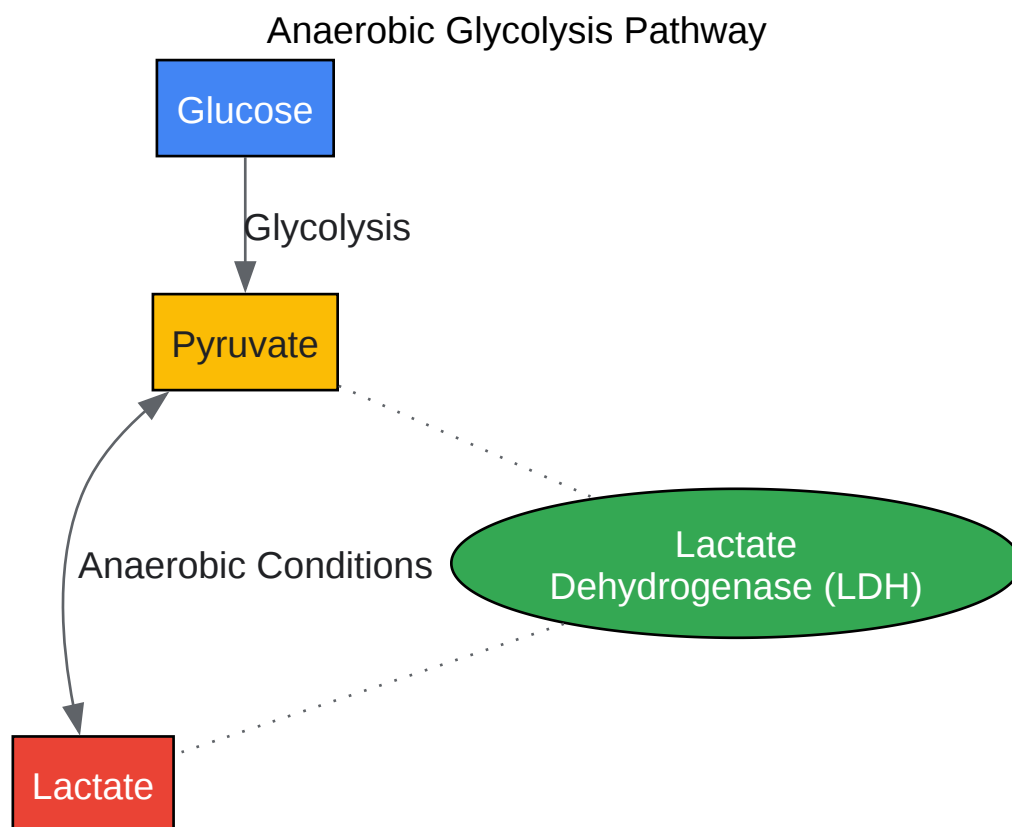 Anaerobic Glycolysis Pathway
Glucose
Glycolysis
Pyruvate
Anaerobic Conditions
Lactate
Dehydrogenase (LDH)
Lactate